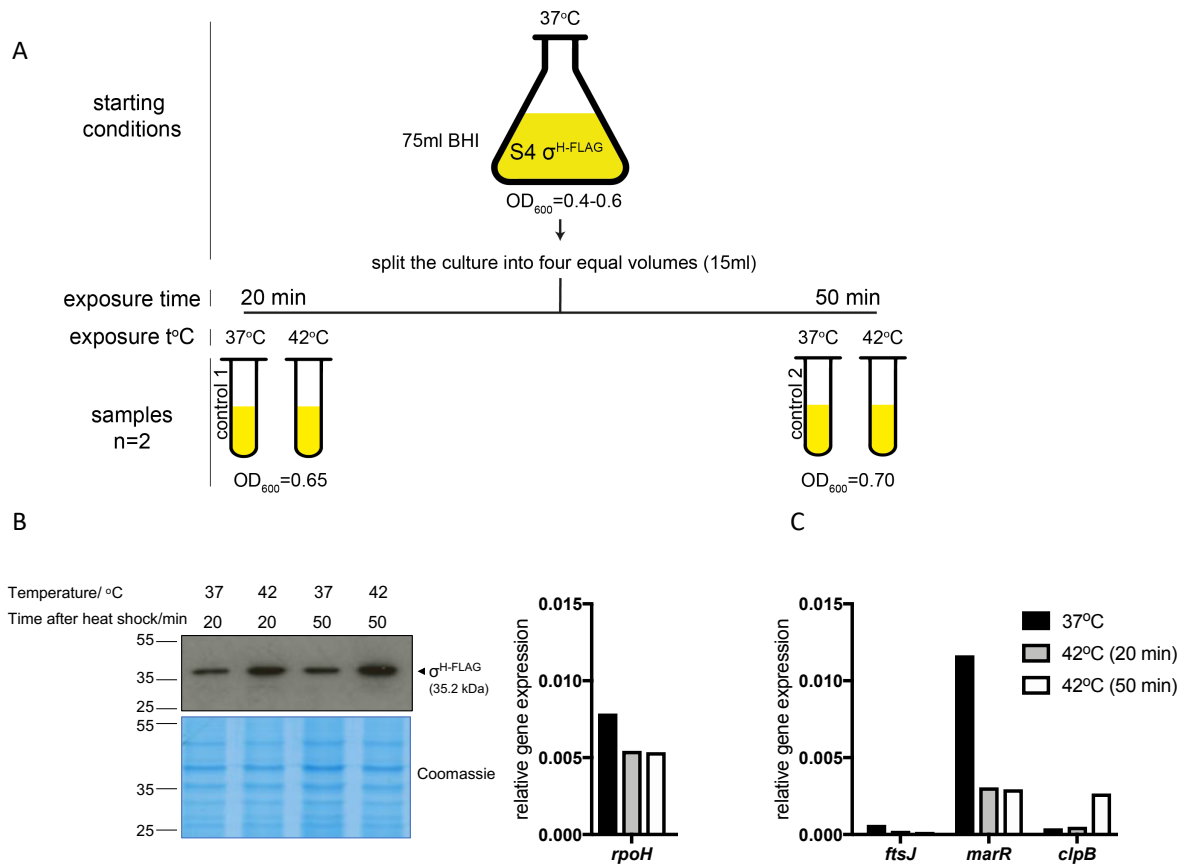 A
37°C
starting
conditions
75ml BHI
S4 σH-FLAG
OD600=0.4-0.6
split the culture into four equal volumes (15ml)
exposure time
20 min
50 min
exposure t°C
37°C
42°C
37°C
42°C
control 1
control 2
samples
n=2
OD600=0.65
OD600=0.70
B
Temperature/ °C
37
42
37
42
Time after heat shock/min
20
20
50
50
55
35
25
σH-FLAG
(35.2 kDa)
55
35
25
Coomassie
relative gene expression
0.015
0.010
0.005
0.000
rpoH
C
relative gene expression
0.015
0.010
0.005
0.000
ftsJ
marR
clpB
37°C
42°C (20 min)
42°C (50 min)